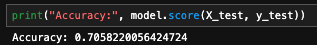 print("Accuracy:", model.score(X_test, y_test))
Accuracy: 0.7058220056424724